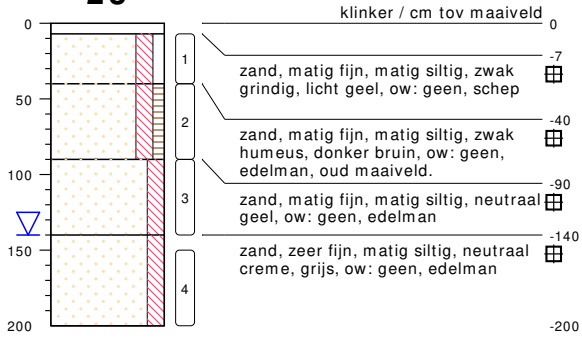 klinker / cm tov maaiveld
0
0
-7
1
zand, matig fijn, matig siltig, zwak
grindig, licht geel, ow: geen, schep
50
-40
2
zand, matig fijn, matig siltig, zwak
humeus, donker bruin, ow: geen,
edelman, oud maaiveld.
100
-90
3
zand, matig fijn, matig siltig, neutraal
geel, ow: geen, edelman
-140
150
zand, zeer fijn, matig siltig, neutraal
creme, grijs, ow: geen, edelman
4
200
-200